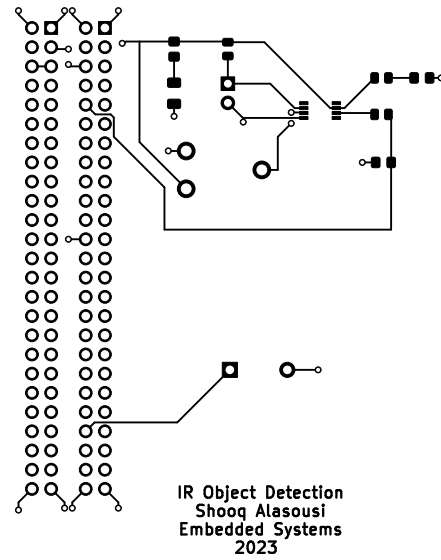 IR Object Detection
Shooq Alasousi
Embedded Systems
2023